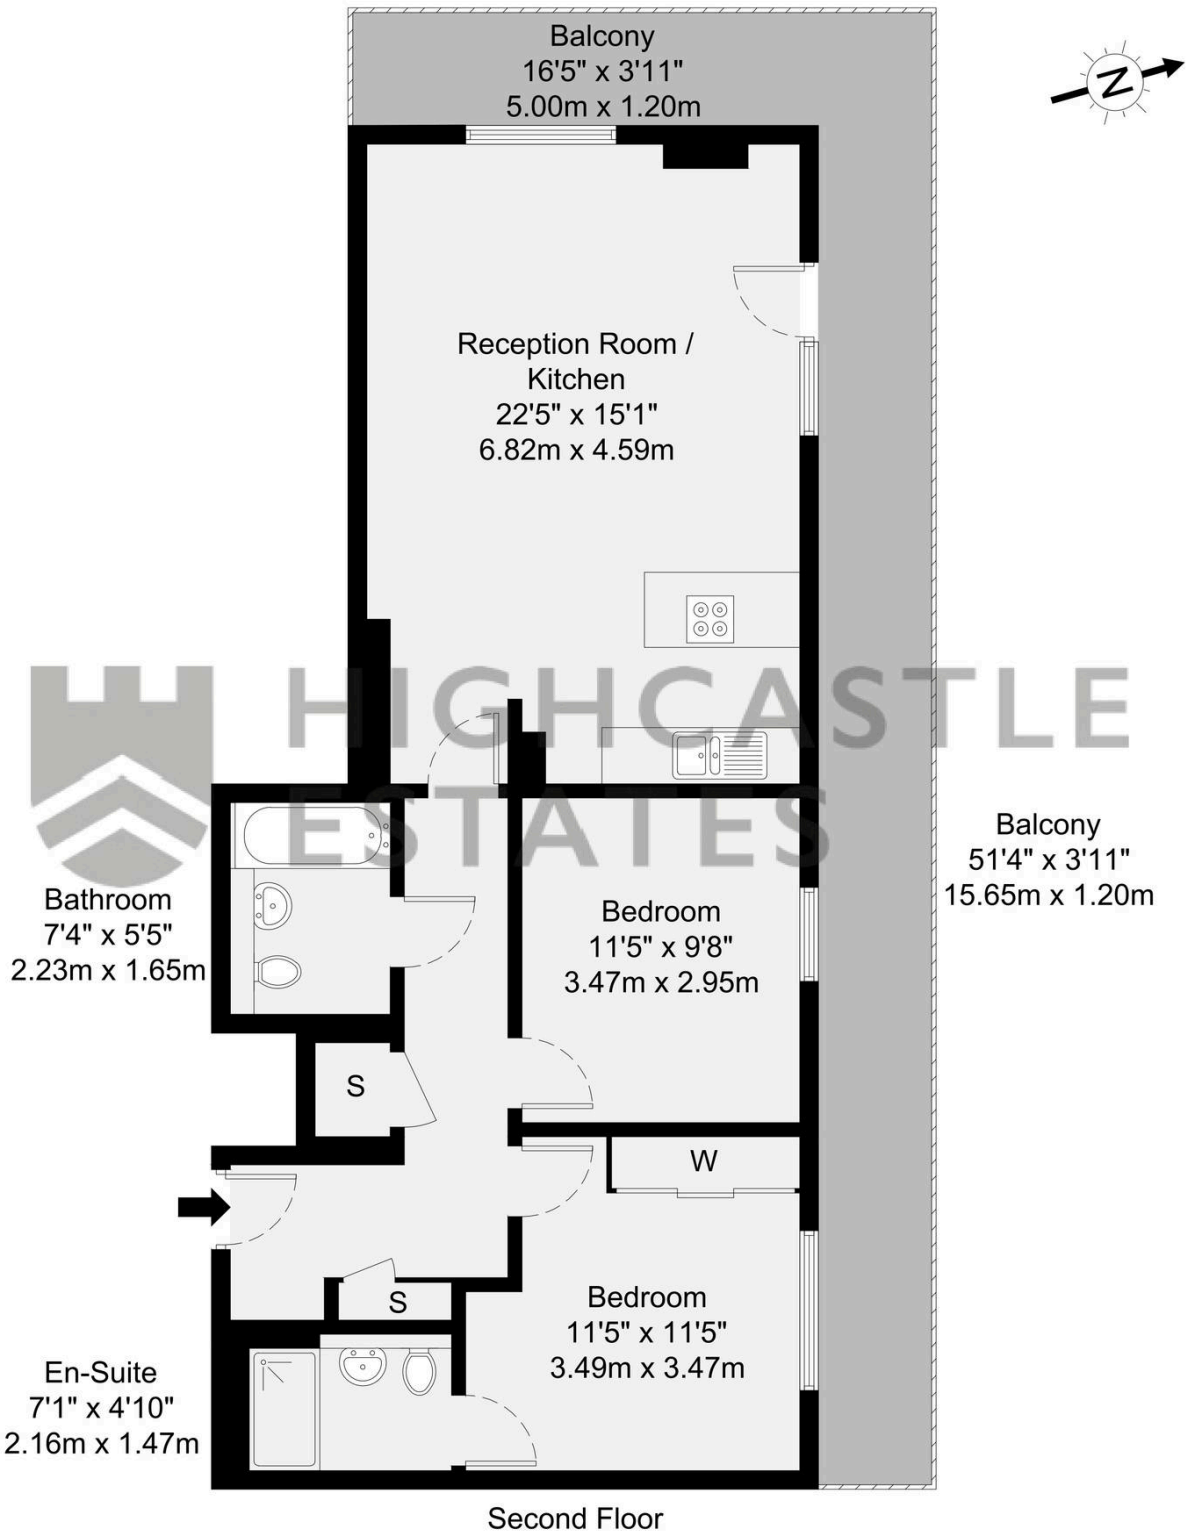 Balcony
16'5" x 3'11"
5.00m x 1.20m
N
Reception Room /
Kitchen
22'5" x 15'1"
6.82m x 4.59m
HIGHCASTLE
ESTATES
Balcony
51'4" x 3'11"
15.65m x 1.20m
Bathroom
7'4" x 5'5"
2.23m x 1.65m
Bedroom
11'5" x 9'8"
3.47m x 2.95m
S
W
S
Bedroom
11'5" x 11'5"
3.49m x 3.47m
En-Suite
7'1" x 4'10"
2.16m x 1.47m
Second Floor